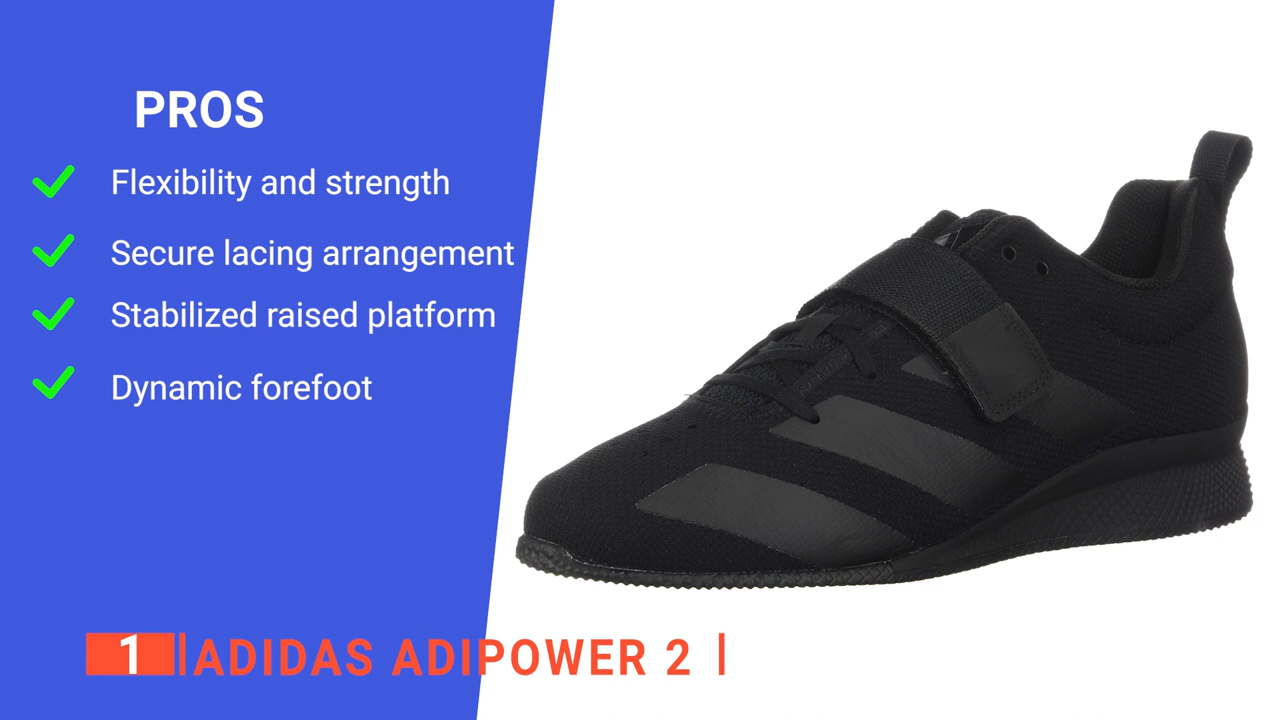 PROS
Flexibility and strength
Secure lacing arrangement
Stabilized raised platform
Dynamic forefoot
1 ADIDAS ADIPOWER 2